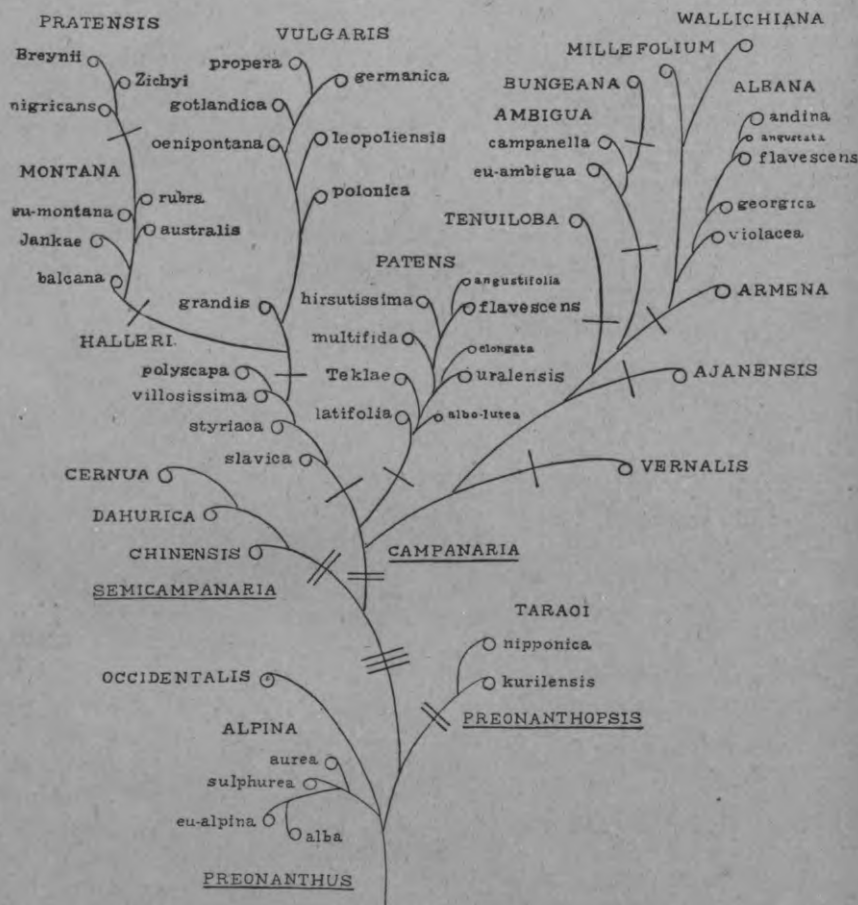 PRATENSIS
Breynii
Zichyi
nigricans
MONTANA
eu-montana
rubra
Jankae
australis
balcana
HALLERI
VULGARIS
propera
germanica
gotlandica
oenipontana
leopoliensis
polonica
grandis
polyscapa
villosissima
styriaca
slavica
PATENS
angustifolia
hirsutissima
flavescens
multifida
elongata
Teklae
uralensis
latifolia
albo-lutea
WALLICHIANA
MILLEFOLIUM
BUNGEANA
ALBANA
AMBIGUA
andina
campanella
angustata
eu-ambigua
flavescens
georgica
TENUILOBA
violacea
ARMENA
AJANENSIS
VERNALIS
CERNUA
DAHURICA
CHINENSIS
CAMPANARIA
SEMICAMPANARIA
TARAOI
nipponica
kurilensis
PREONANTHOPSIS
OCCIDENTALIS
ALPINA
aurea
sulphurea
eu-alpina
alba
PREONANTHUS